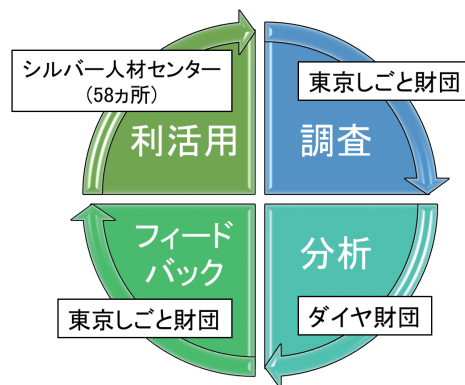 シルバー人材センター
(58ヵ所)
利活用
東京しごと財団
調査
フィード
バック
東京しごと財団
分析
ダイヤ財団